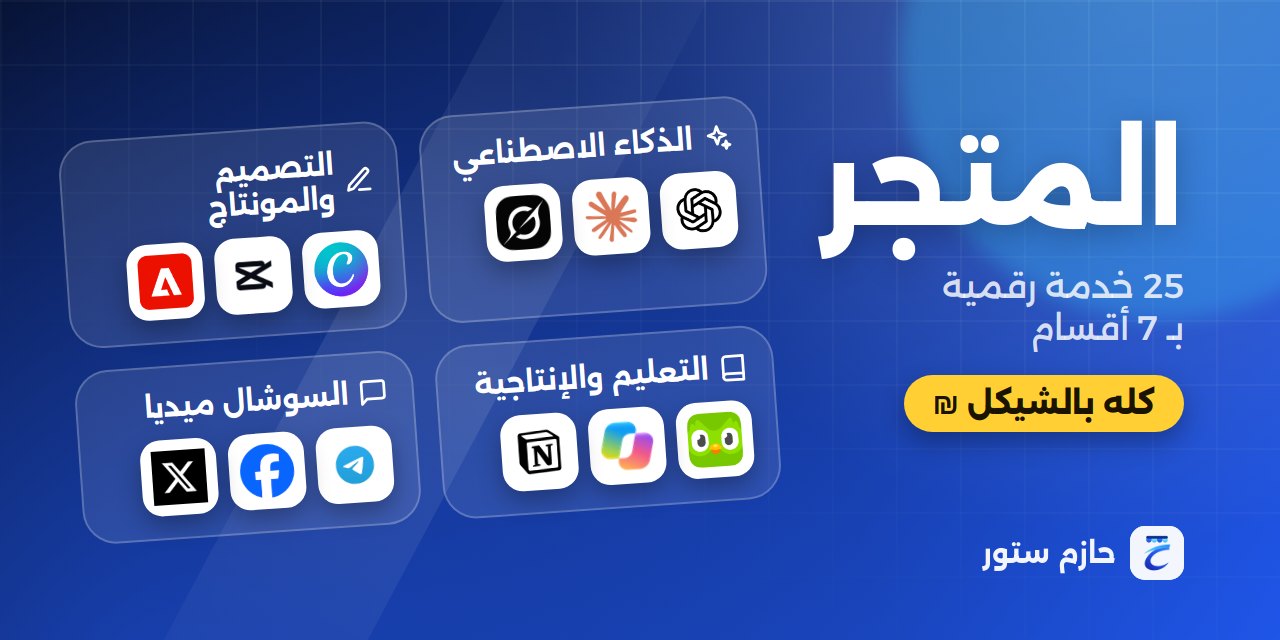 المتجر
25 خدمة رقمية
بـ 7 أقسام
كله بالشيكل ₪
حازم ستور
الذكاء الاصطناعي
التصميم
والمونتاج
التعليم والإنتاجية
N
السوشال ميديا